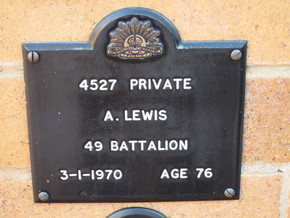 4527 PRIVATE
A. LEWIS
49 BATTALION
3-1-1970 AGE 76